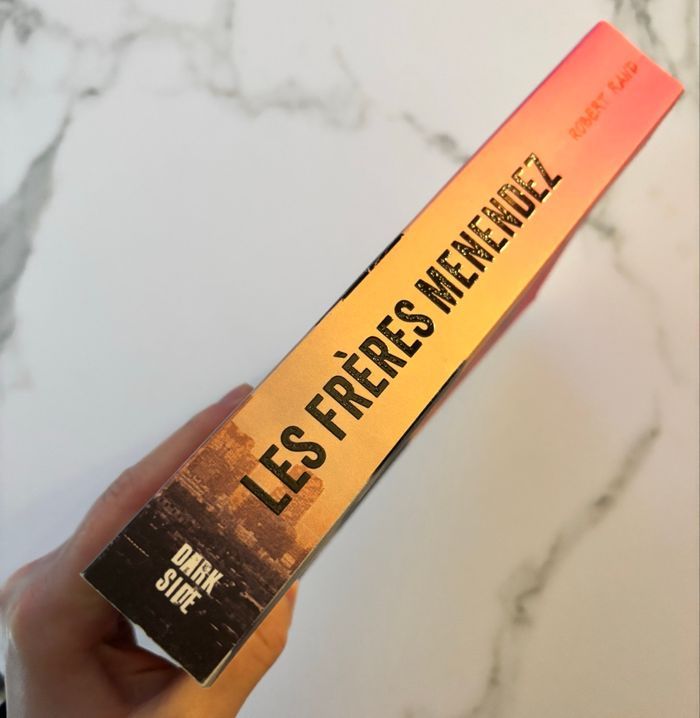 ROBERT RAND
LES FRÈRES MENENDEZ
DARK
SIDE